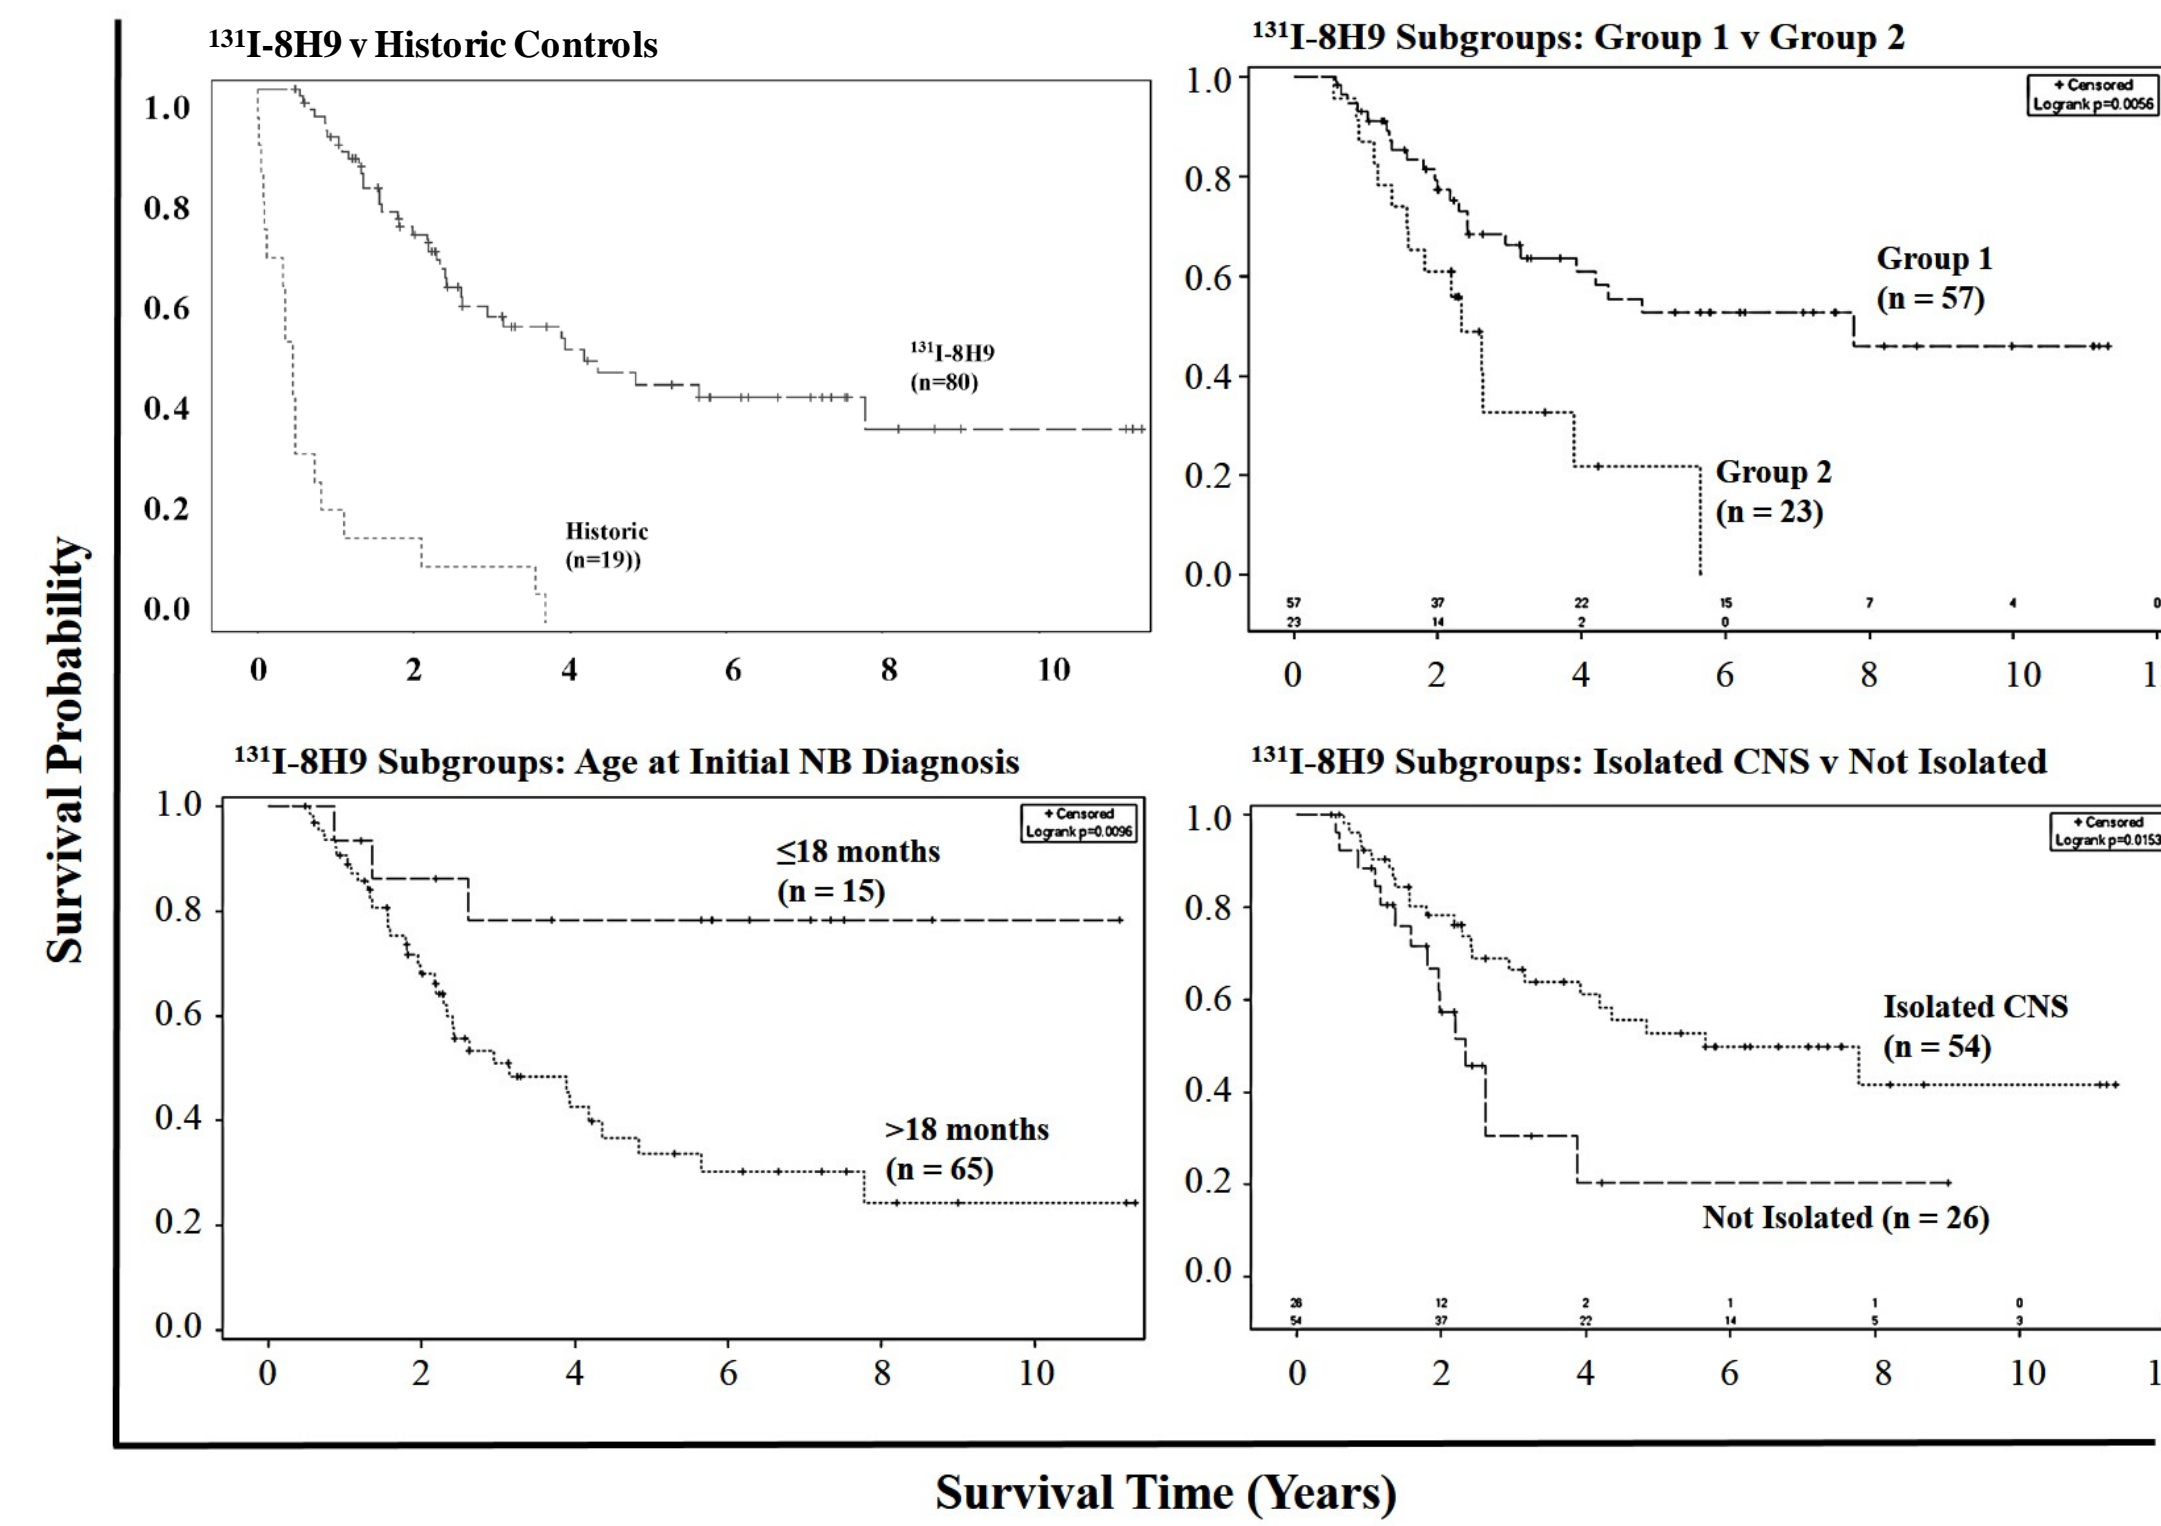 ¹³¹I-8H9 v Historic Controls
1.0
0.8
0.6
0.4
0.2
0.0
¹³¹I-8H9
(n=80)
Historic
(n=19))
0 2 4 6 8 10
¹³¹I-8H9 Subgroups: Group 1 v Group 2
+ Censored
Logrank p=0.0056
1.0
0.8
0.6
0.4
0.2
0.0
Group 1
(n = 57)
Group 2
(n = 23)
57 37 22 15 7 4 0
23 14 2 0
0 2 4 6 8 10 1
Survival Probability
¹³¹I-8H9 Subgroups: Age at Initial NB Diagnosis
+ Censored
Logrank p=0.0096
1.0
0.8
0.6
0.4
0.2
0.0
≤18 months
(n = 15)
>18 months
(n = 65)
0 2 4 6 8 10
¹³¹I-8H9 Subgroups: Isolated CNS v Not Isolated
+ Censored
Logrank p=0.0153
1.0
0.8
0.6
0.4
0.2
0.0
Isolated CNS
(n = 54)
Not Isolated (n = 26)
26 12 2 1 1 0
54 37 22 14 5 3
0 2 4 6 8 10 1
Survival Time (Years)